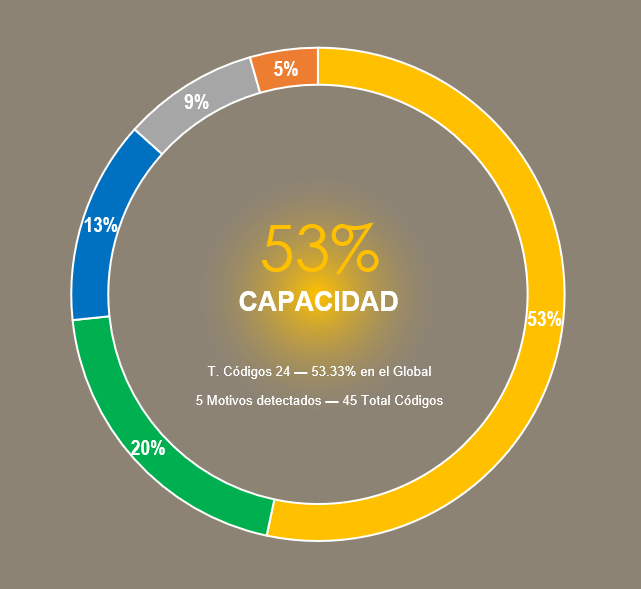 5%
9%
13%
53%
CAPACIDAD
53%
T. Códigos 24 — 53.33% en el Global
5 Motivos detectados — 45 Total Códigos
20%